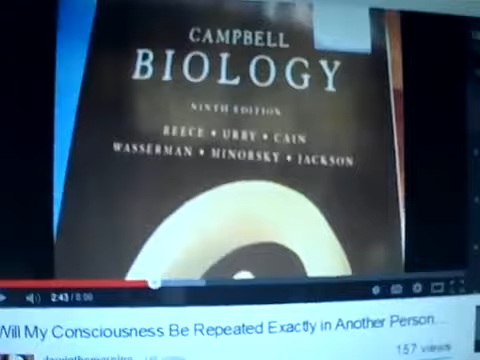 CAMPBELL
BIOLOGY
NINTH EDITION
REECE • URRY • CAIN
WASSERMAN • MINORSKY • JACKSON
2:43 /
Will My Consciousness Be Repeated Exactly in Another Person...
157 views